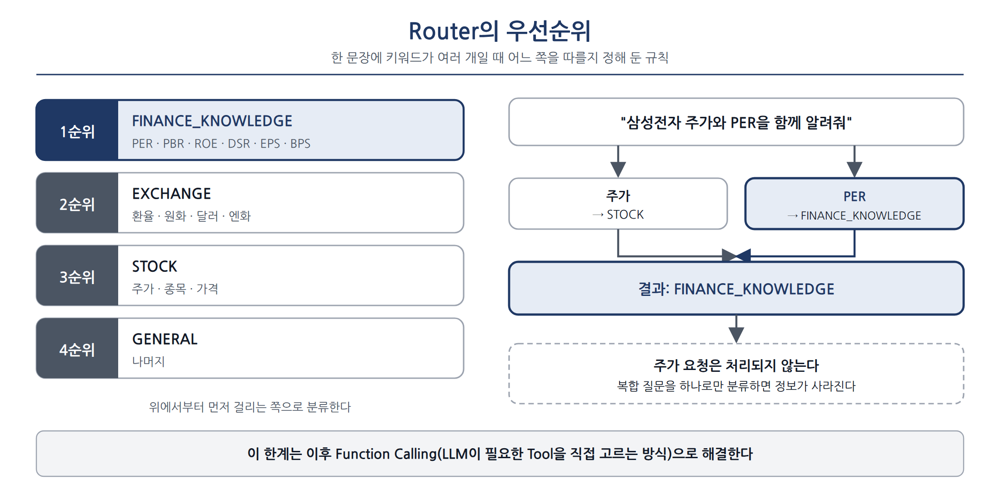 Router의 우선순위
한 문장에 키워드가 여러 개일 때 어느 쪽을 따를지 정해 둔 규칙
1순위
FINANCE_KNOWLEDGE
PER · PBR · ROE · DSR · EPS · BPS
2순위
EXCHANGE
환율 · 원화 · 달러 · 엔화
3순위
STOCK
주가 · 종목 · 가격
4순위
GENERAL
나머지
위에서부터 먼저 걸리는 쪽으로 분류한다
"삼성전자 주가와 PER을 함께 알려줘"
주가
→ STOCK
PER
→ FINANCE_KNOWLEDGE
결과: FINANCE_KNOWLEDGE
주가 요청은 처리되지 않는다
복합 질문을 하나로만 분류하면 정보가 사라진다
이 한계는 이후 Function Calling(LLM이 필요한 Tool을 직접 고르는 방식)으로 해결한다